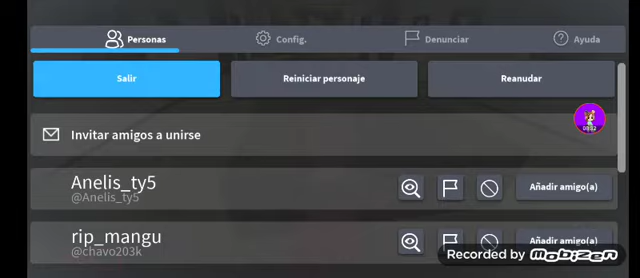 Personas
Config.
Denunciar
Ayuda
Salir
Reiniciar personaje
Reanudar
Invitar amigos a unirse
Anelis_ty5
@Anelis_ty5
Añadir amigo(a)
rip_mangu
@chavo203k
Añadir amigo(a)
Recorded by mobizen